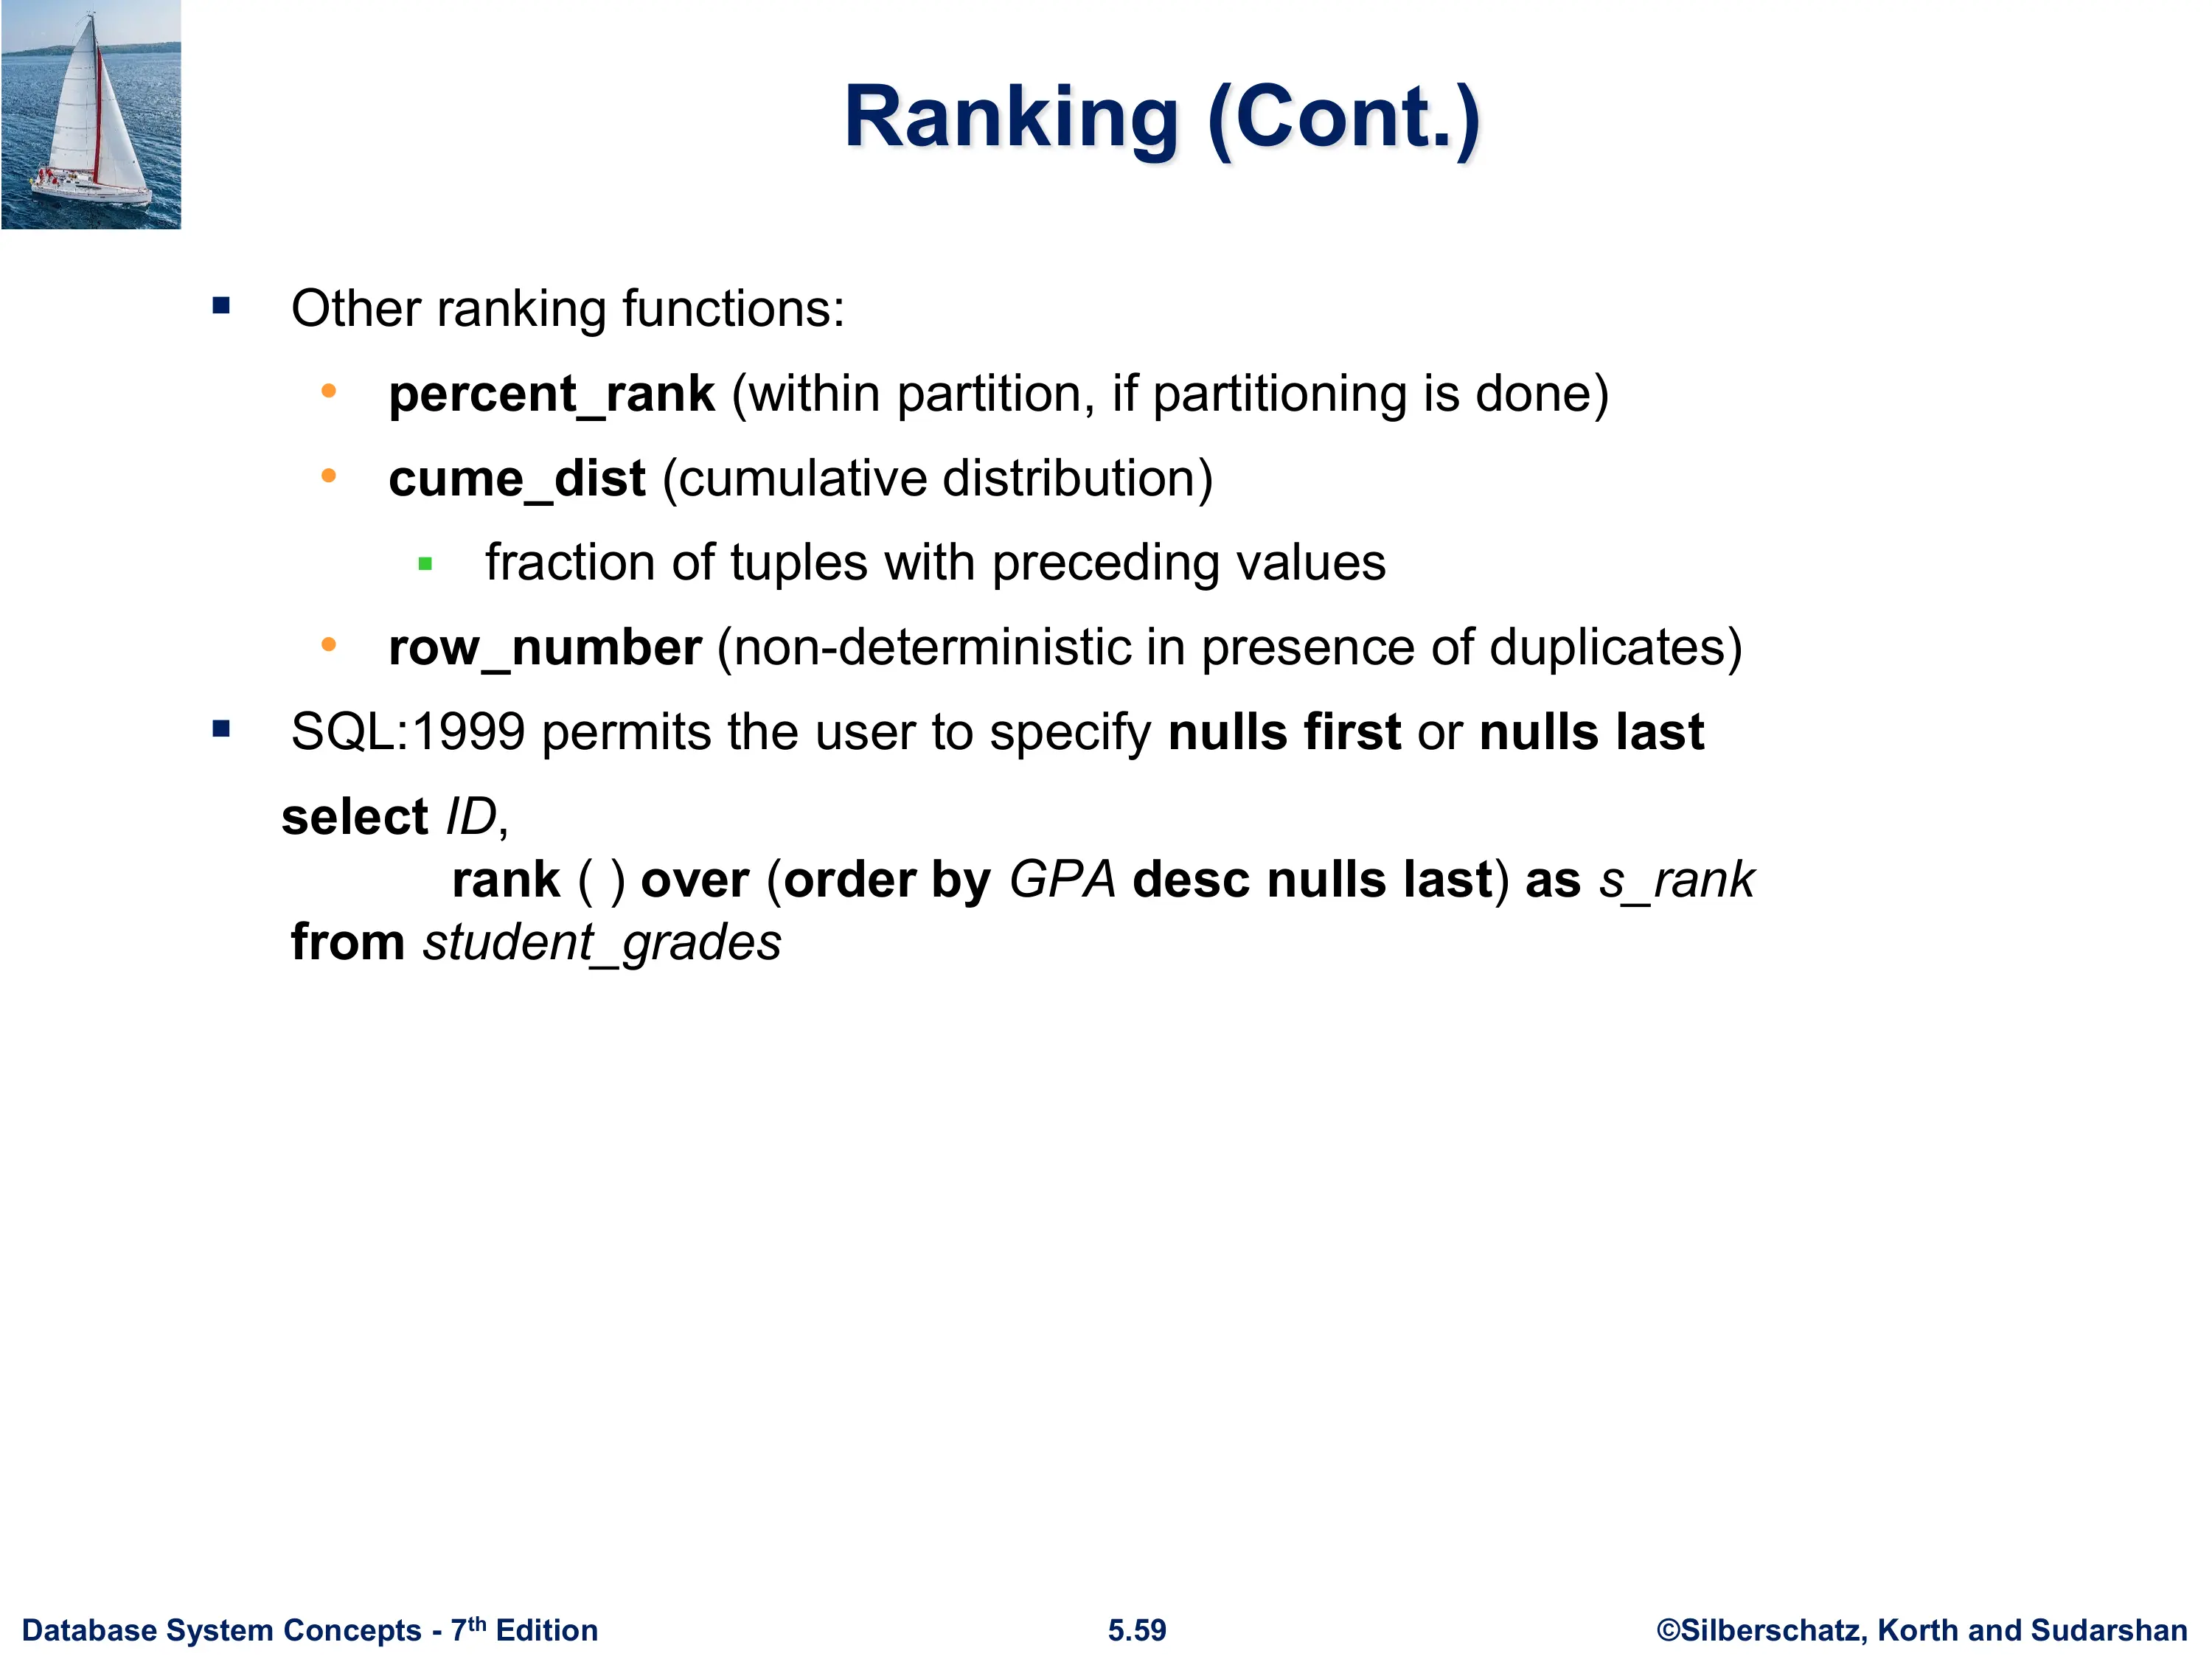 Ranking (Cont.)
▪ Other ranking functions:
• percent_rank (within partition, if partitioning is done)
• cume_dist (cumulative distribution)
▪ fraction of tuples with preceding values
• row_number (non-deterministic in presence of duplicates)
▪ SQL:1999 permits the user to specify nulls first or nulls last
select ID,
rank ( ) over (order by GPA desc nulls last) as s_rank
from student_grades
Database System Concepts - 7th Edition
5.59
©Silberschatz, Korth and Sudarshan